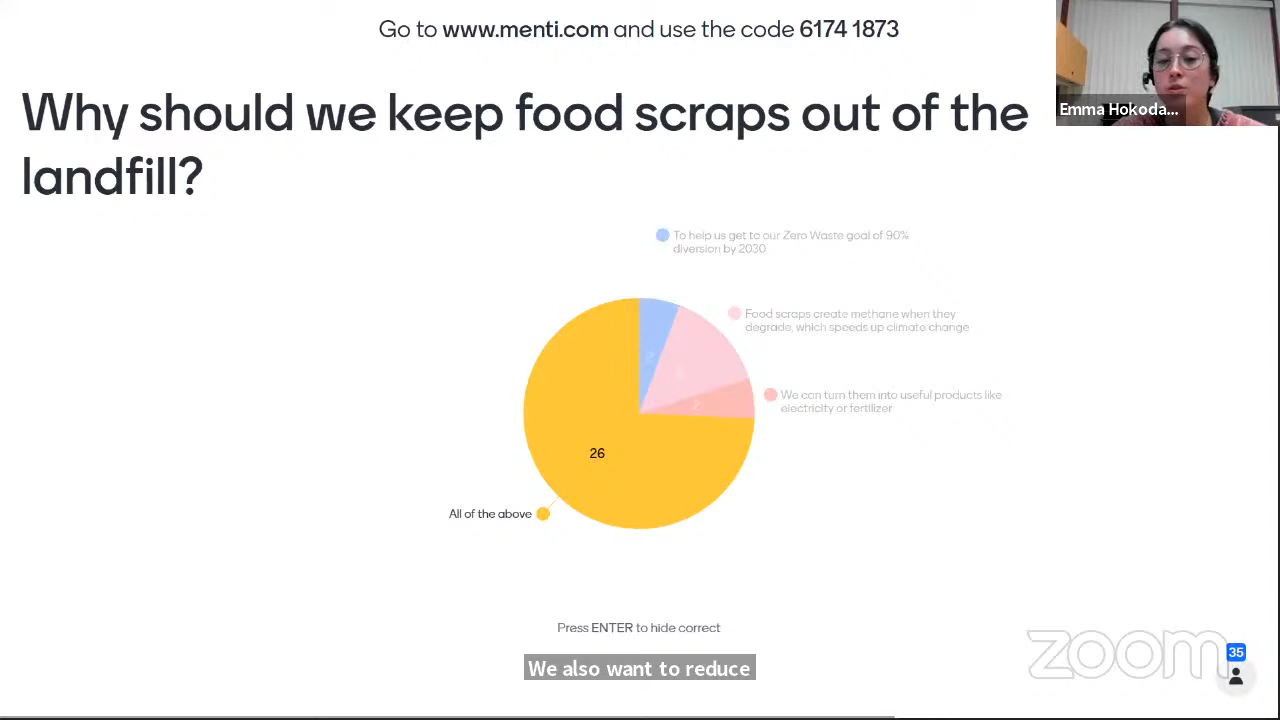 Go to www.menti.com and use the code 6174 1873
Emma Hokoda...
Why should we keep food scraps out of the
landfill?
To help us get to our Zero Waste goal of 90%
diversion by 2030
Food scraps create methane when they
degrade, which speeds up climate change
We can turn them into useful products like
electricity or fertilizer
2
2
26
All of the above
Press ENTER to hide correct
We also want to reduce
zoom
35